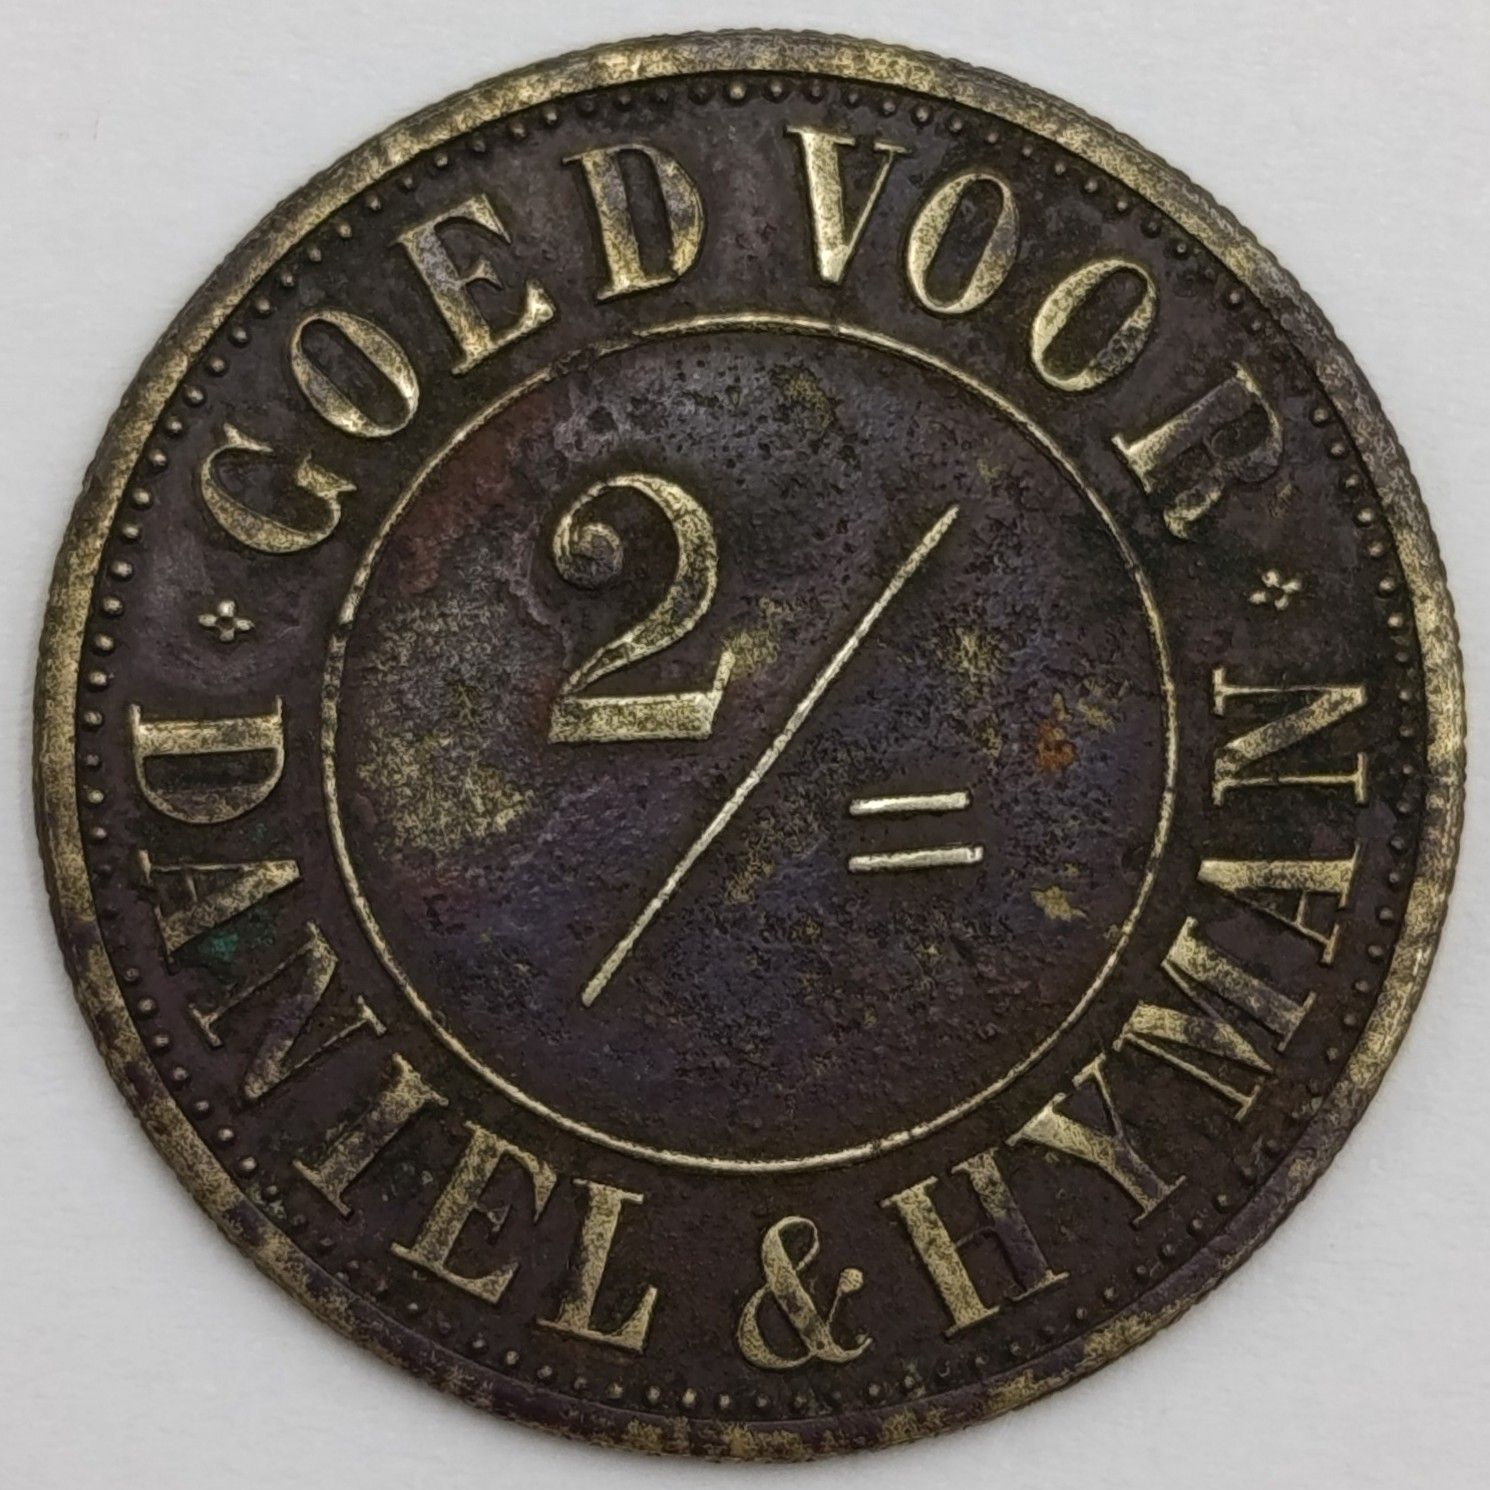 GOED VOOR
2/=
DANIEL & HYMAN